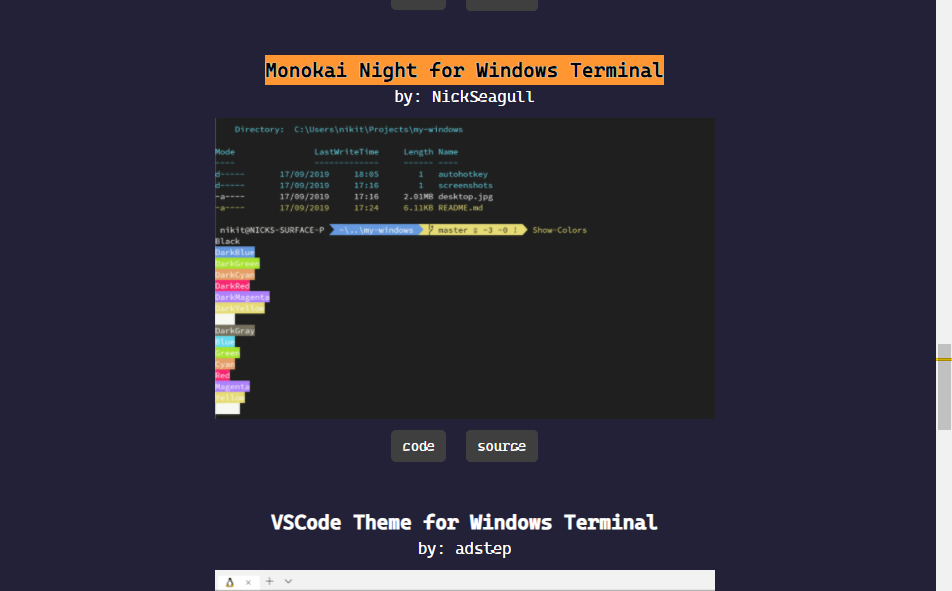 Monokai Night for Windows Terminal
by: NickSeagull
Directory: C:\Users\nikit\Projects\my-windows
Mode LastWriteTime Length Name
---- ------------- ------ ----
d----- 17/09/2019 18:05 1 autohotkey
d----- 17/09/2019 17:16 1 screenshots
-a---- 17/09/2019 17:16 2.01MB desktop.jpg
-a---- 17/09/2019 17:24 6.11KB README.md
nikit@NICKS-SURFACE-P ~\..\my-windows master ~3 -0 ! Show-Colors
Black
DarkBlue
DarkGreen
DarkCyan
DarkRed
DarkMagenta
DarkYellow
DarkGray
Blue
Green
Cyan
Red
Magenta
Yellow
code source
VSCode Theme for Windows Terminal
by: adstep